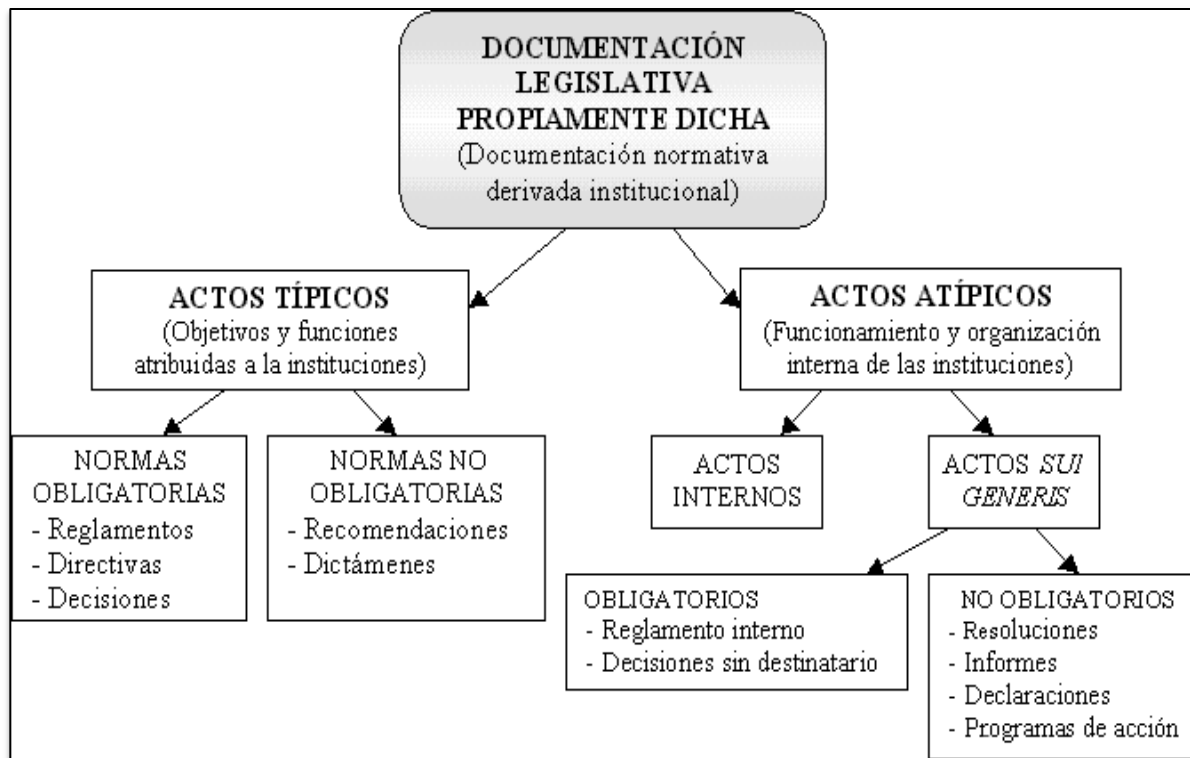 DOCUMENTACIÓN
LEGISLATIVA
PROPIAMENTE DICHA
(Documentación normativa
derivada institucional)
ACTOS TÍPICOS
(Objetivos y funciones
atribuidas a la instituciones)
ACTOS ATÍPICOS
(Funcionamiento y organización
interna de las instituciones)
NORMAS
OBLIGATORIAS
- Reglamentos
- Directivas
- Decisiones
NORMAS NO
OBLIGATORIAS
- Recomendaciones
- Dictámenes
ACTOS
INTERNOS
ACTOS SUI
GENERIS
OBLIGATORIOS
- Reglamento interno
- Decisiones sin destinatario
NO OBLIGATORIOS
- Resoluciones
- Informes
- Declaraciones
- Programas de acción